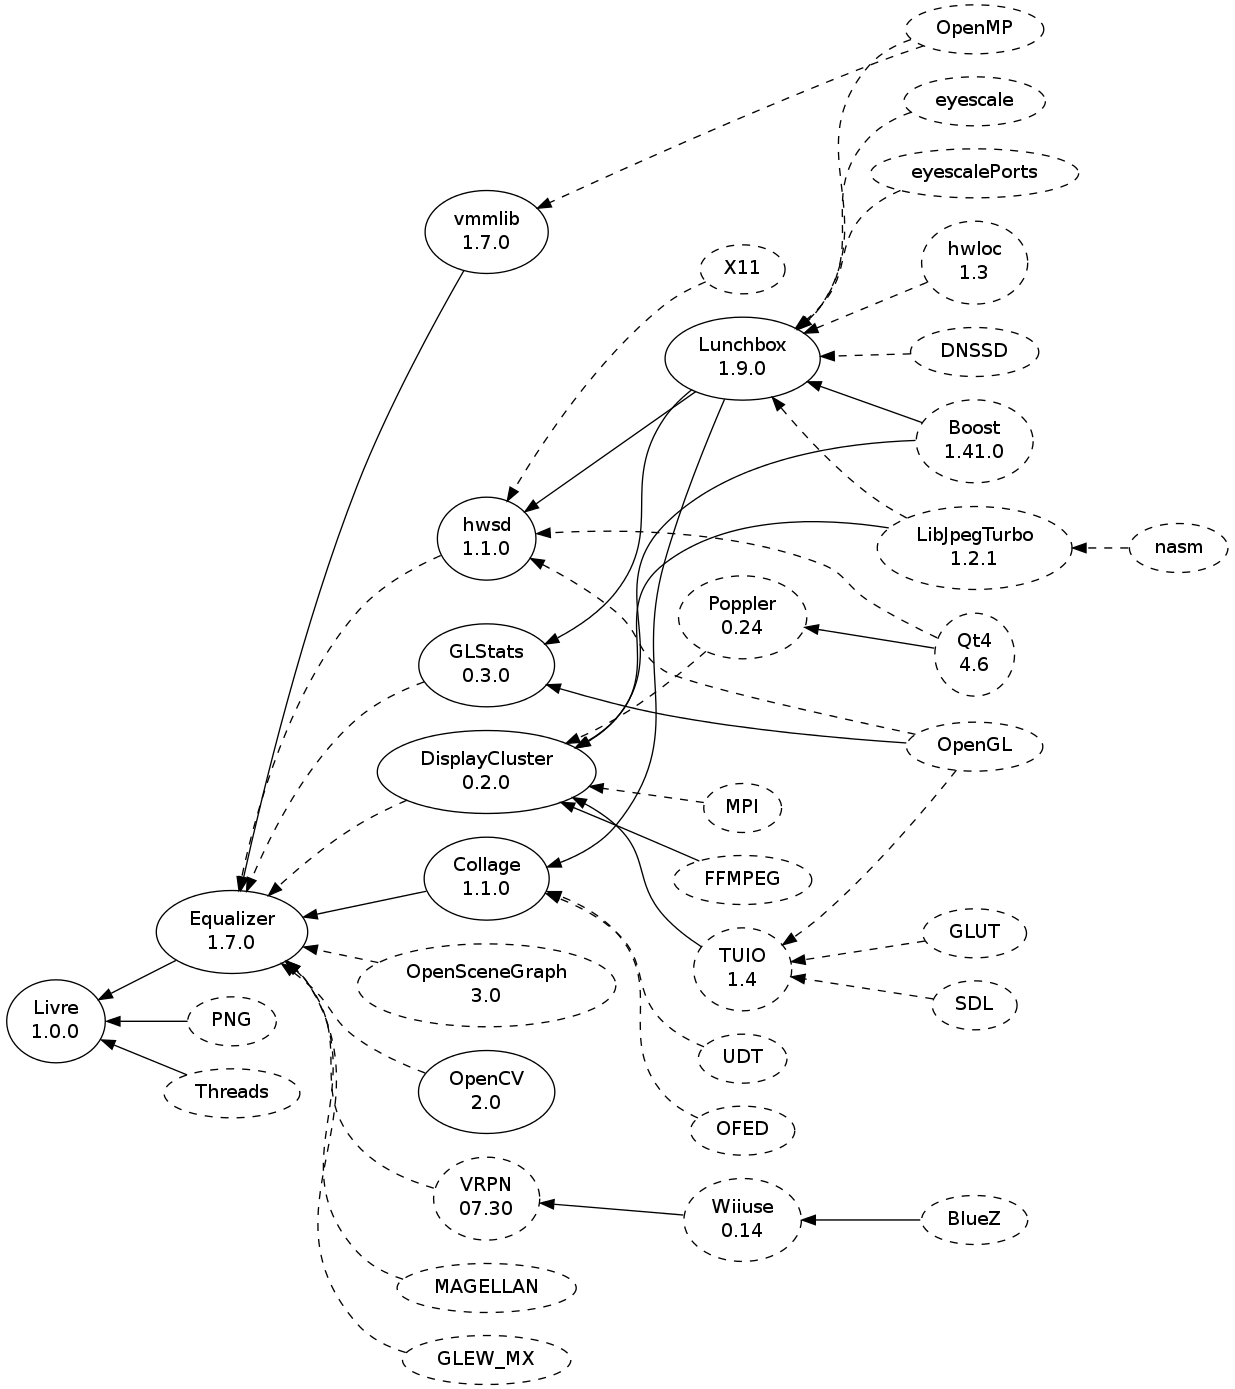 OpenMP
eyescale
eyescalePorts
vmmlib
1.7.0
hwloc
1.3
X11
Lunchbox
1.9.0
DNSSD
Boost
1.41.0
hwsd
1.1.0
LibJpegTurbo
1.2.1
nasm
Poppler
0.24
Qt4
4.6
GLStats
0.3.0
OpenGL
DisplayCluster
0.2.0
MPI
Collage
1.1.0
FFMPEG
Equalizer
1.7.0
GLUT
TUIO
1.4
OpenSceneGraph
3.0
SDL
Livre
1.0.0
PNG
UDT
Threads
OpenCV
2.0
OFED
VRPN
07.30
Wiiuse
0.14
BlueZ
MAGELLAN
GLEW_MX